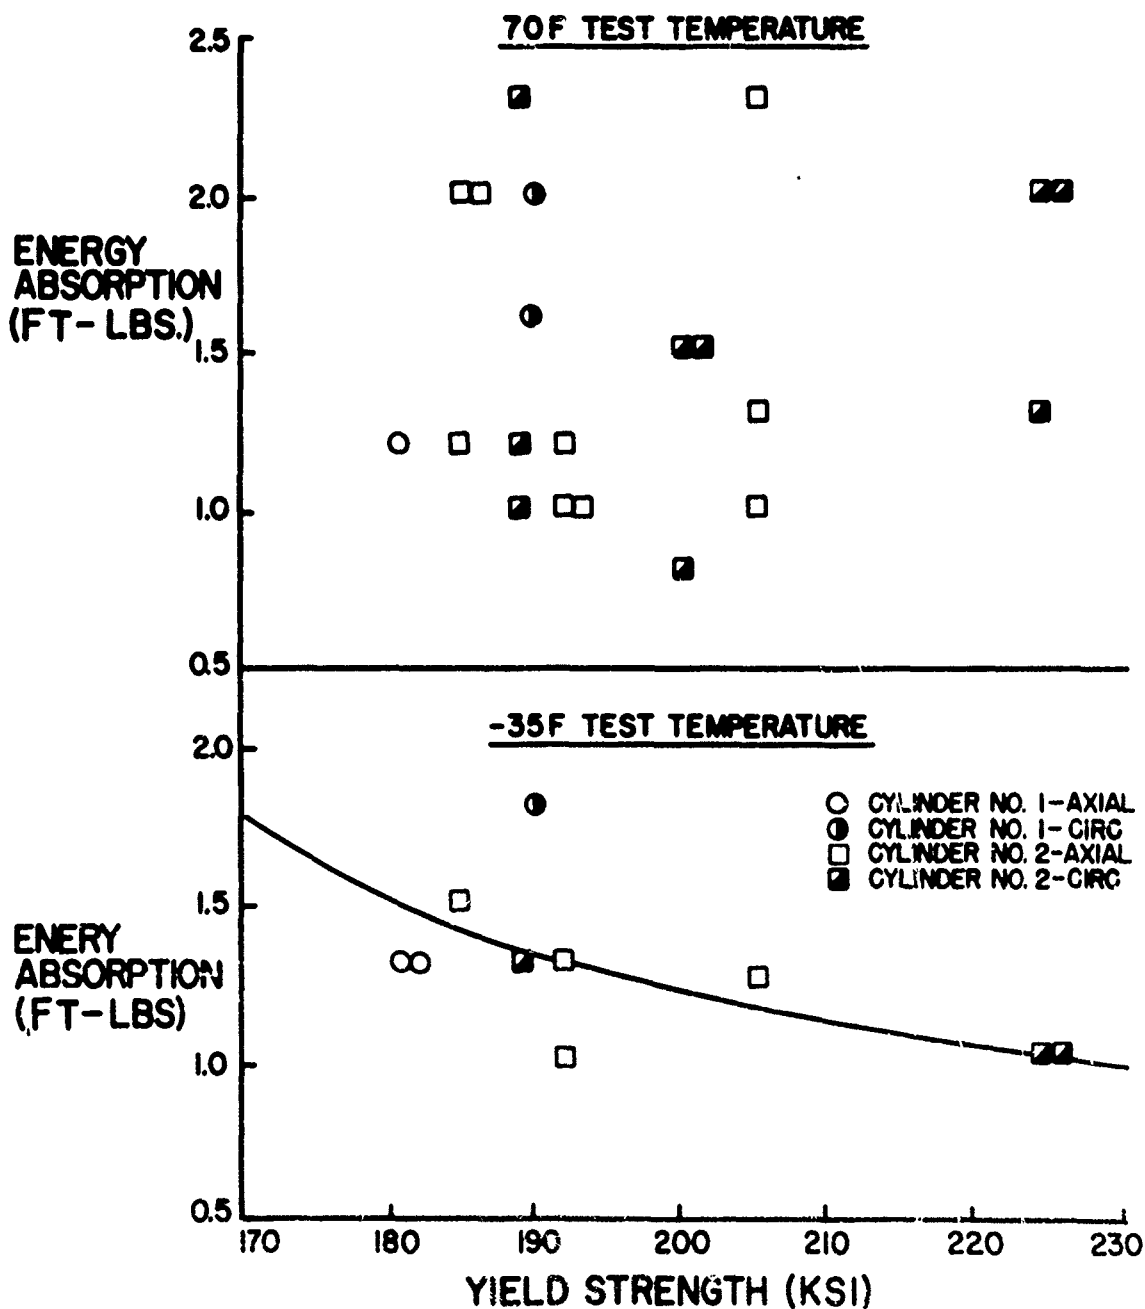 70F TEST TEMPERATURE
2.5
2.0
ENERGY
ABSORPTION
(FT-LBS.)
1.5
1.0
0.5
-35F TEST TEMPERATURE
2.0
CYLINDER NO. 1-AXIAL
CYLINDER NO. 1-CIRC
CYLINDER NO. 2-AXIAL
CYLINDER NO. 2-CIRC
1.5
ENERY
ABSORPTION
(FT-LBS)
1.0
0.5
170 180 190 200 210 220 230
YIELD STRENGTH (KSI)